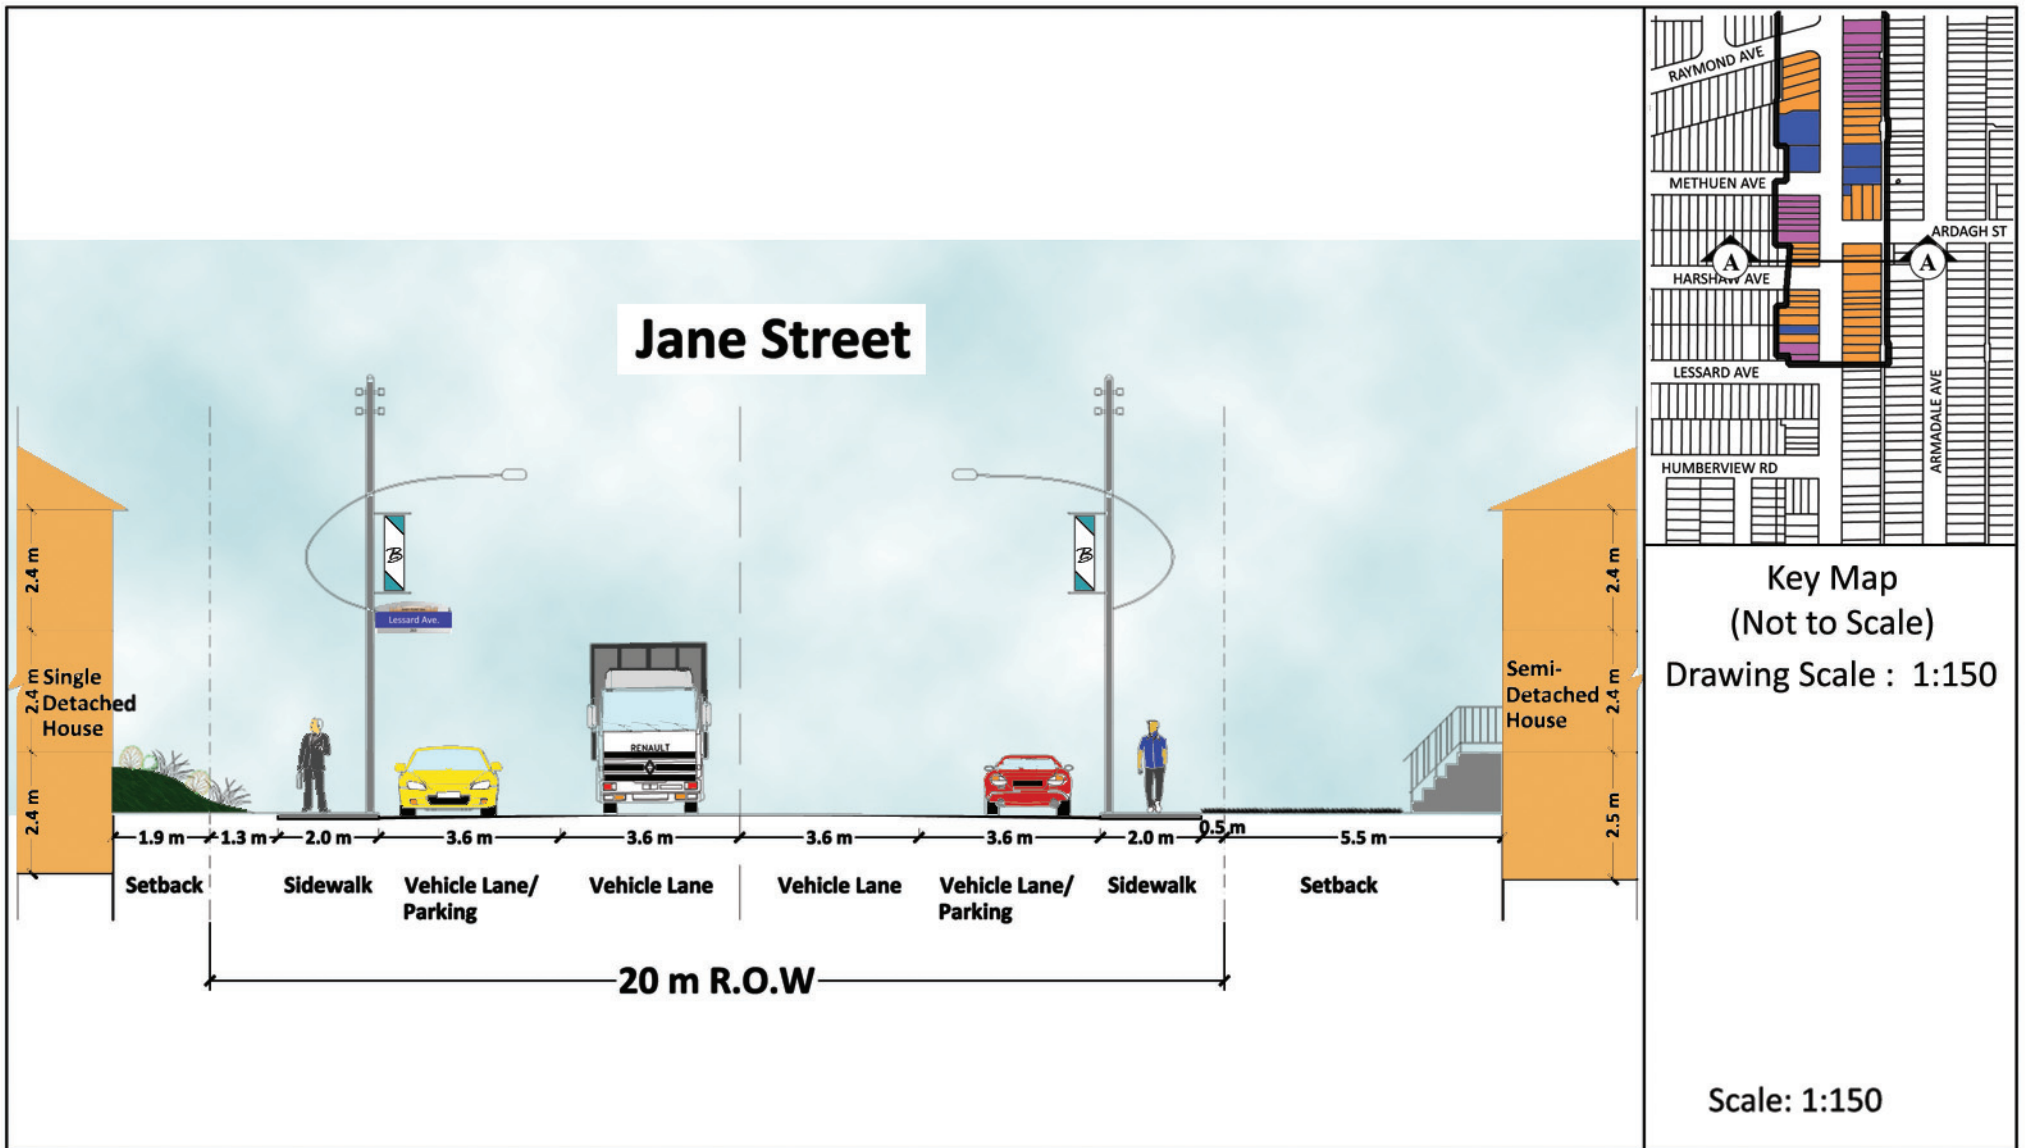 Jane Street
B
B
Lessard Ave.
RENAULT
Single
Detached
House
Semi-
Detached
House
2.4 m
2.4 m
2.4 m
2.4 m
2.4 m
2.5 m
1.9 m
1.3 m
2.0 m
3.6 m
3.6 m
3.6 m
3.6 m
2.0 m
0.5 m
5.5 m
Setback
Sidewalk
Vehicle Lane/
Parking
Vehicle Lane
Vehicle Lane
Vehicle Lane/
Parking
Sidewalk
Setback
20 m R.O.W
RAYMOND AVE
METHUEN AVE
ARDAGH ST
A
A
HARSHAW AVE
LESSARD AVE
ARMADALE AVE
HUMBERVIEW RD
Key Map
(Not to Scale)
Drawing Scale : 1:150
Scale: 1:150